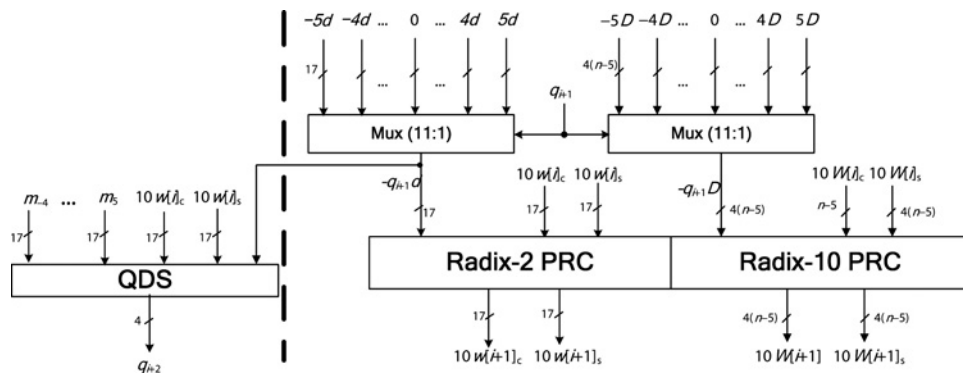 −5d −4d ... 0 ... 4d 5d
−5D −4D ... 0 ... 4D 5D
17
4(n−5)
... ...
q_{i+1}
... ...
Mux (11:1)
Mux (11:1)
-q_{i+1}d
10 w[i]_c 10 w[i]_s
-q_{i+1}D
10 W[i]_c 10 W[i]_s
m_{−4} ... m_5 10 w[i]_c 10 w[i]_s
17 17 17
4(n−5)
n−5
4(n−5)
17 17 17 17
QDS
Radix-2 PRC
Radix-10 PRC
4
17
17
4(n−5)
4(n−5)
q_{i+2}
10 w[i+1]_c 10 w[i+1]_s
10 W[i+1] 10 W[i+1]_s